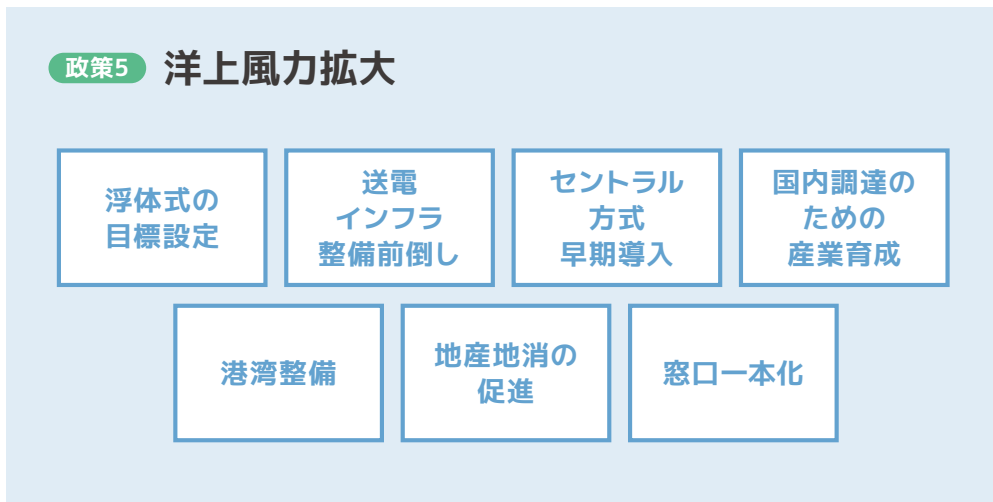 政策5 洋上風力拡大
浮体式の
目標設定
送電
インフラ
整備前倒し
セントラル
方式
早期導入
国内調達の
ための
産業育成
港湾整備
地産地消の
促進
窓口一本化